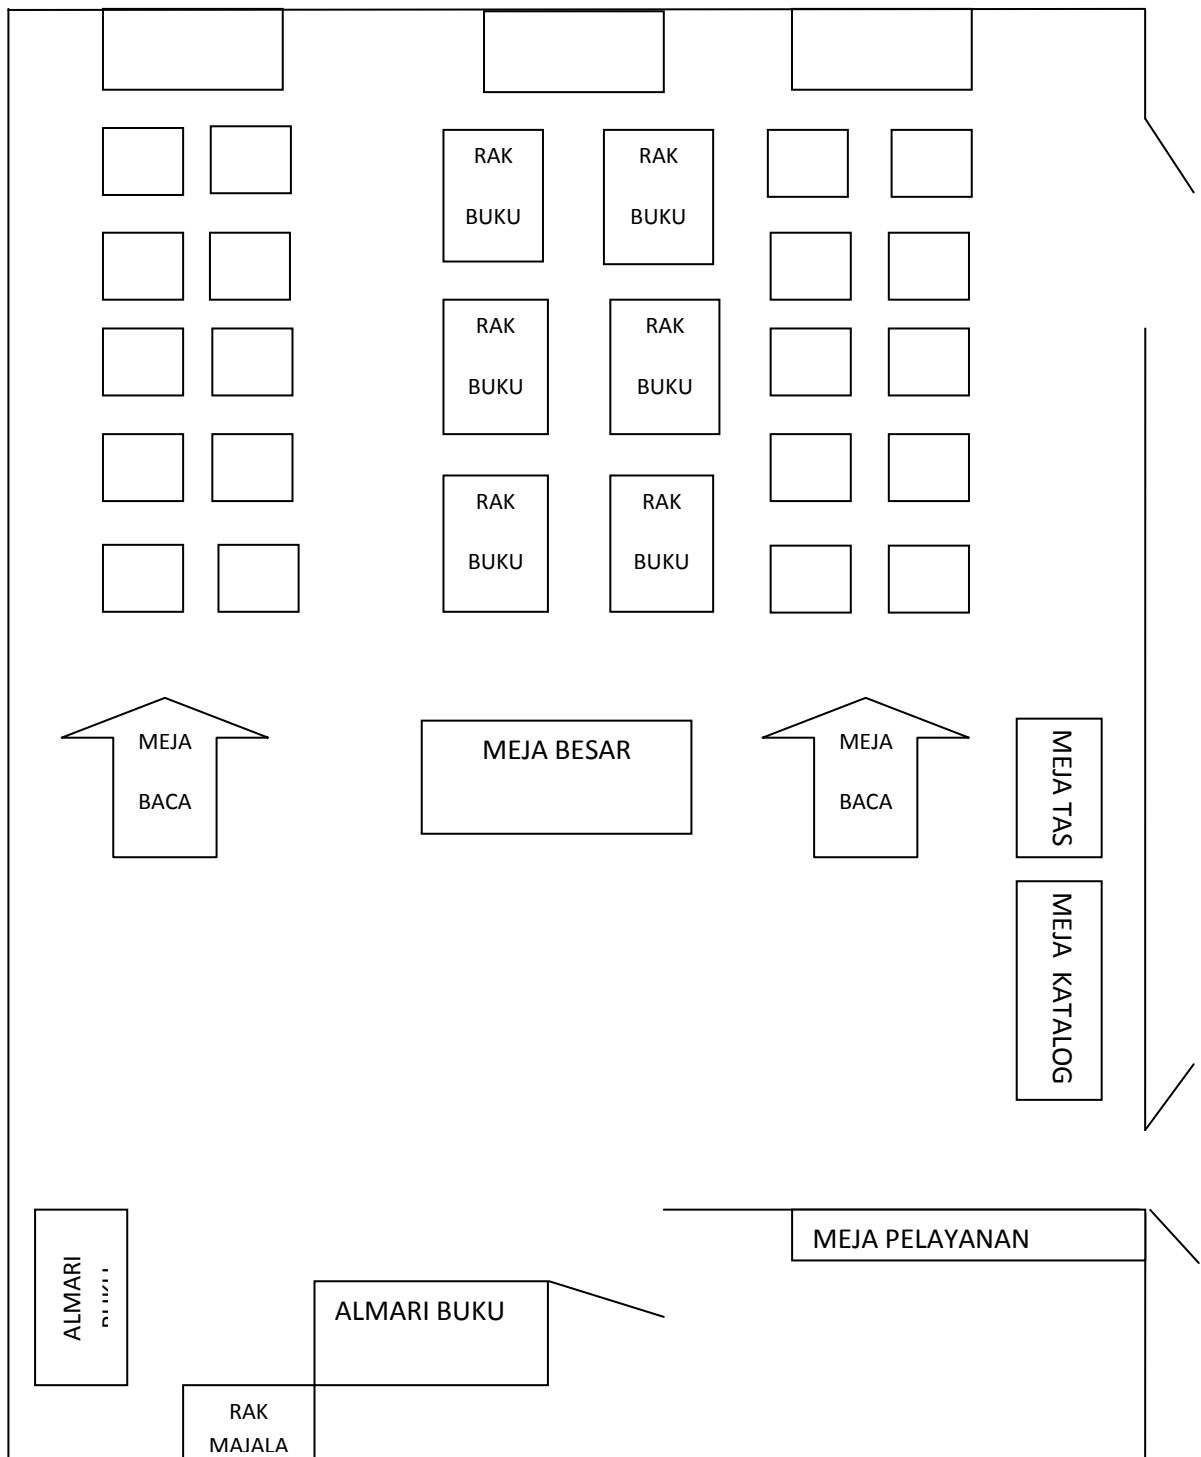 RAK
BUKU
RAK
BUKU
RAK
BUKU
RAK
BUKU
RAK
BUKU
RAK
BUKU
MEJA
BACA
MEJA BESAR
MEJA
BACA
MEJA TAS
MEJA KATALOG
MEJA PELAYANAN
ALMARI
ALMARI BUKU
RAK
MAJALA